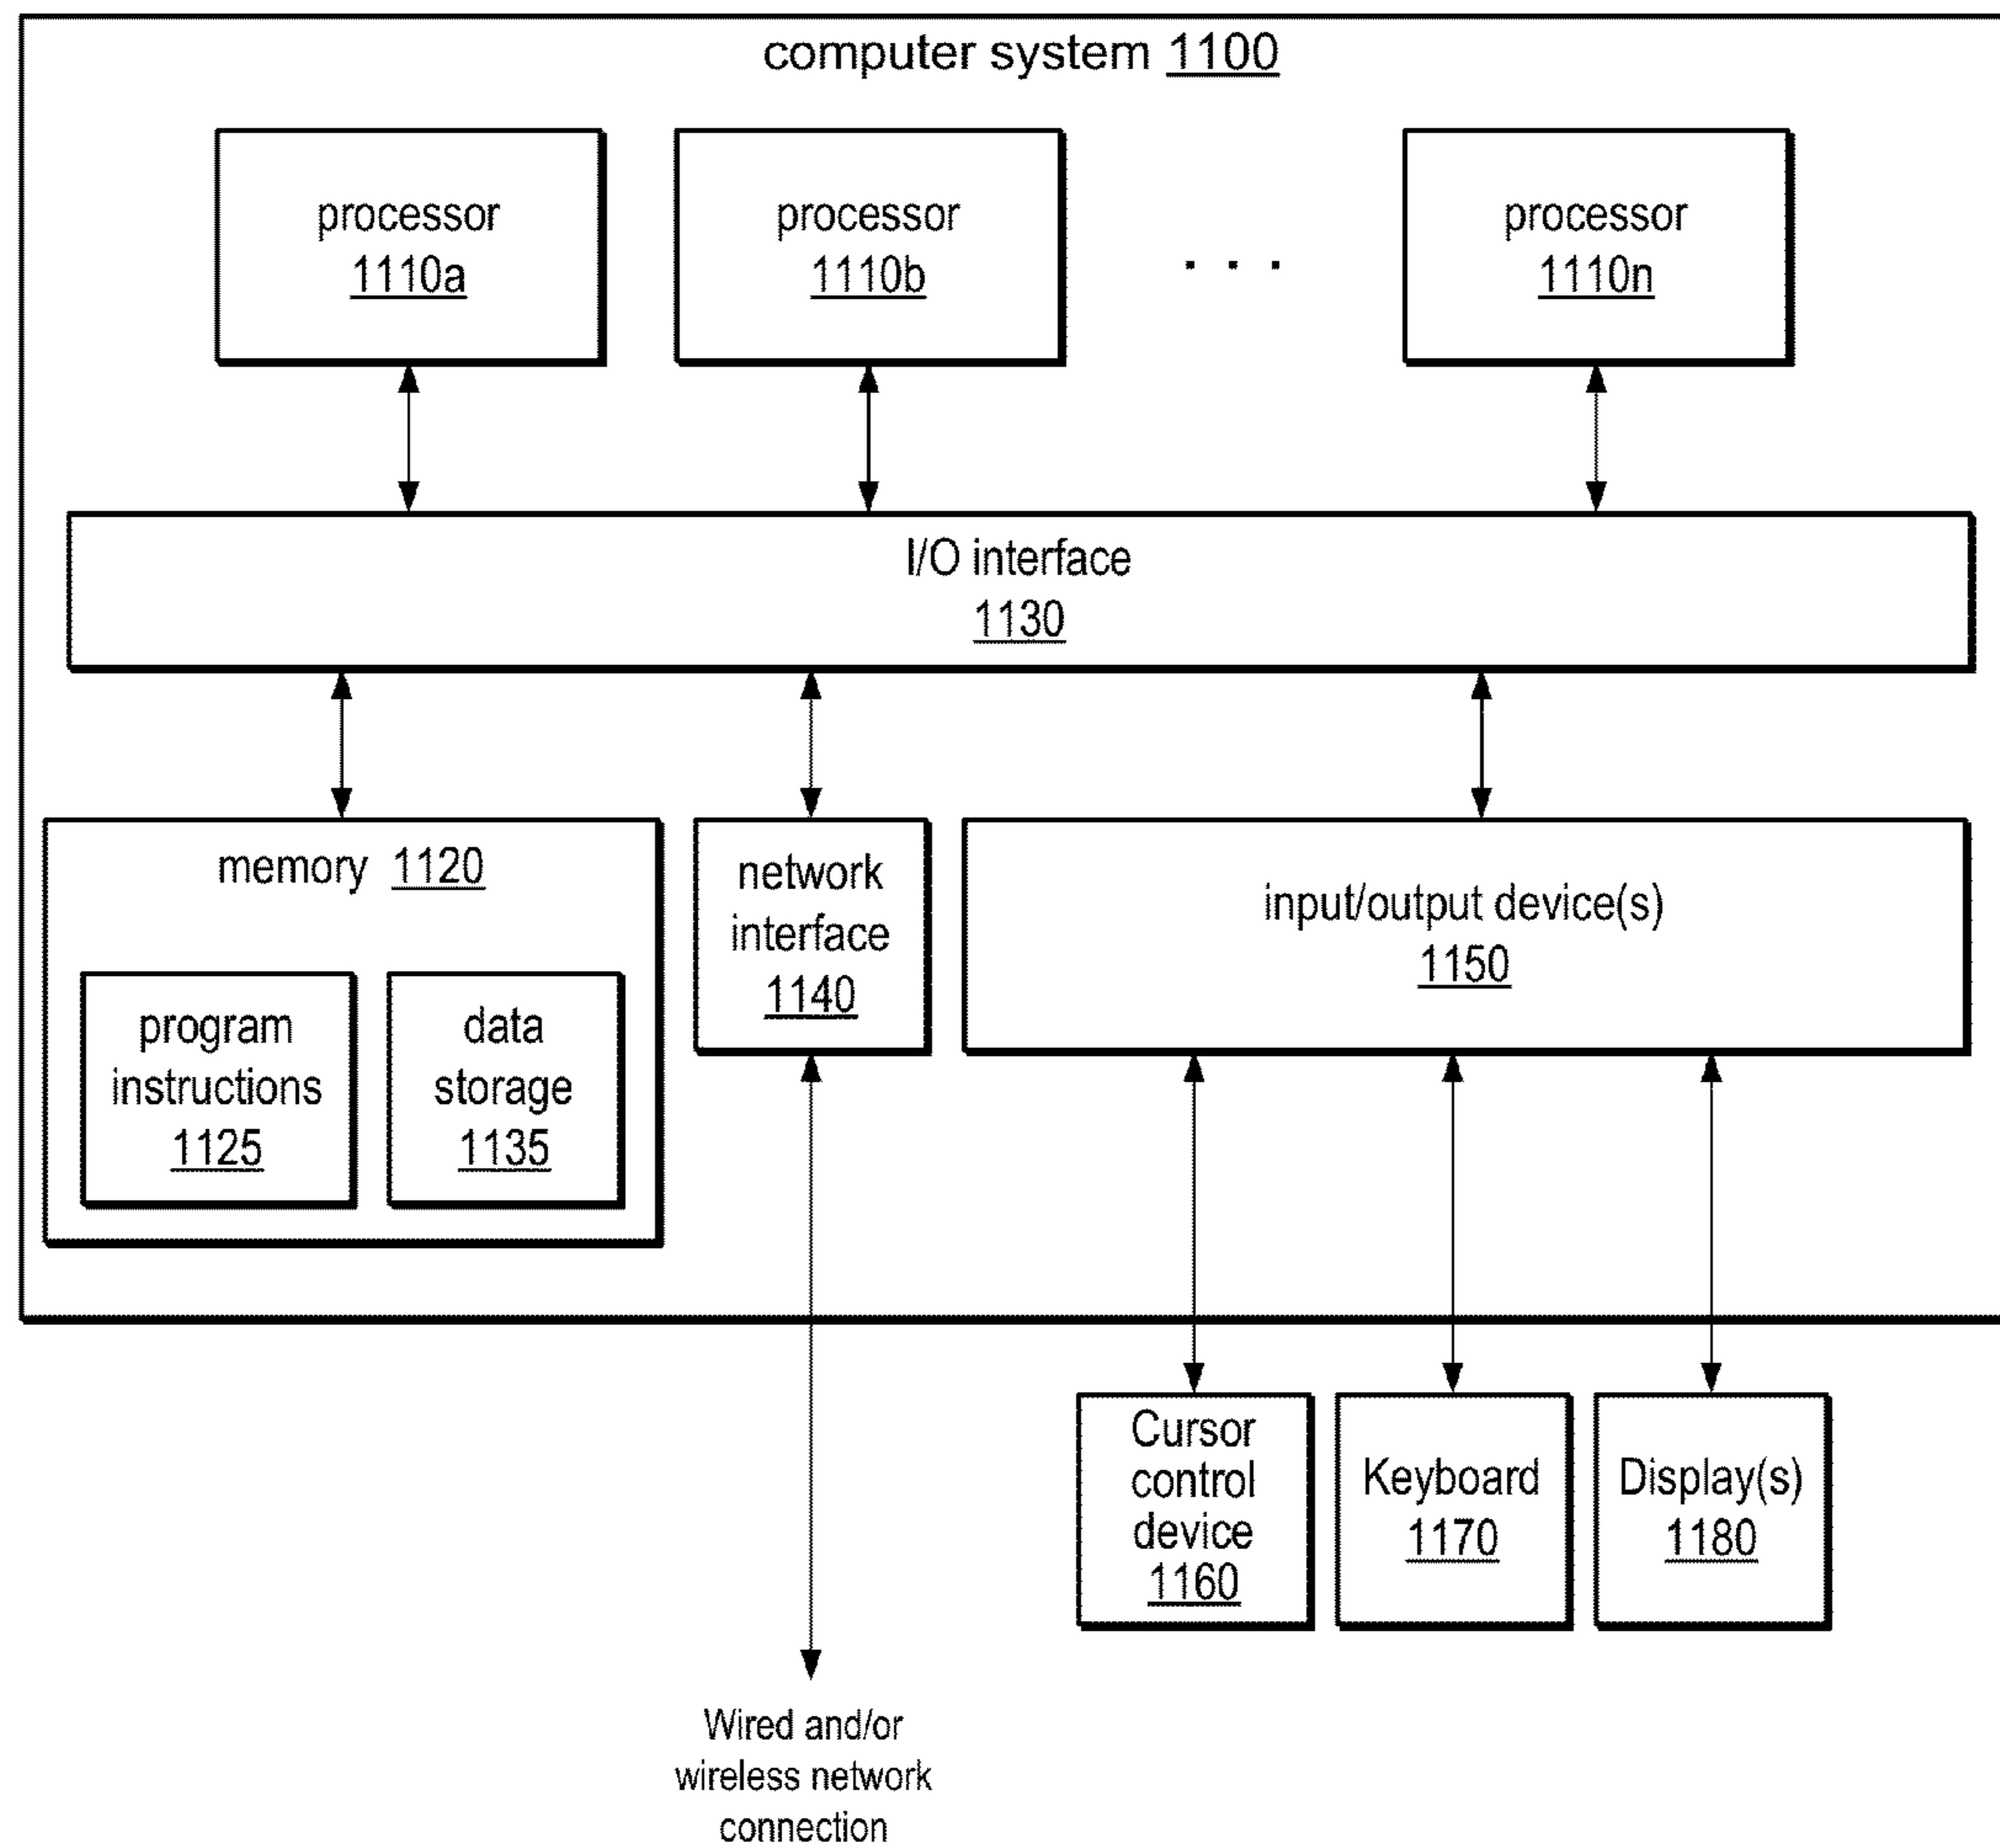 computer system 1100
processor
1110a
processor
1110b
. . .
processor
1110n
I/O interface
1130
memory 1120
program
instructions
1125
data
storage
1135
network
interface
1140
input/output device(s)
1150
Cursor
control
device
1160
Keyboard
1170
Display(s)
1180
Wired and/or
wireless network
connection